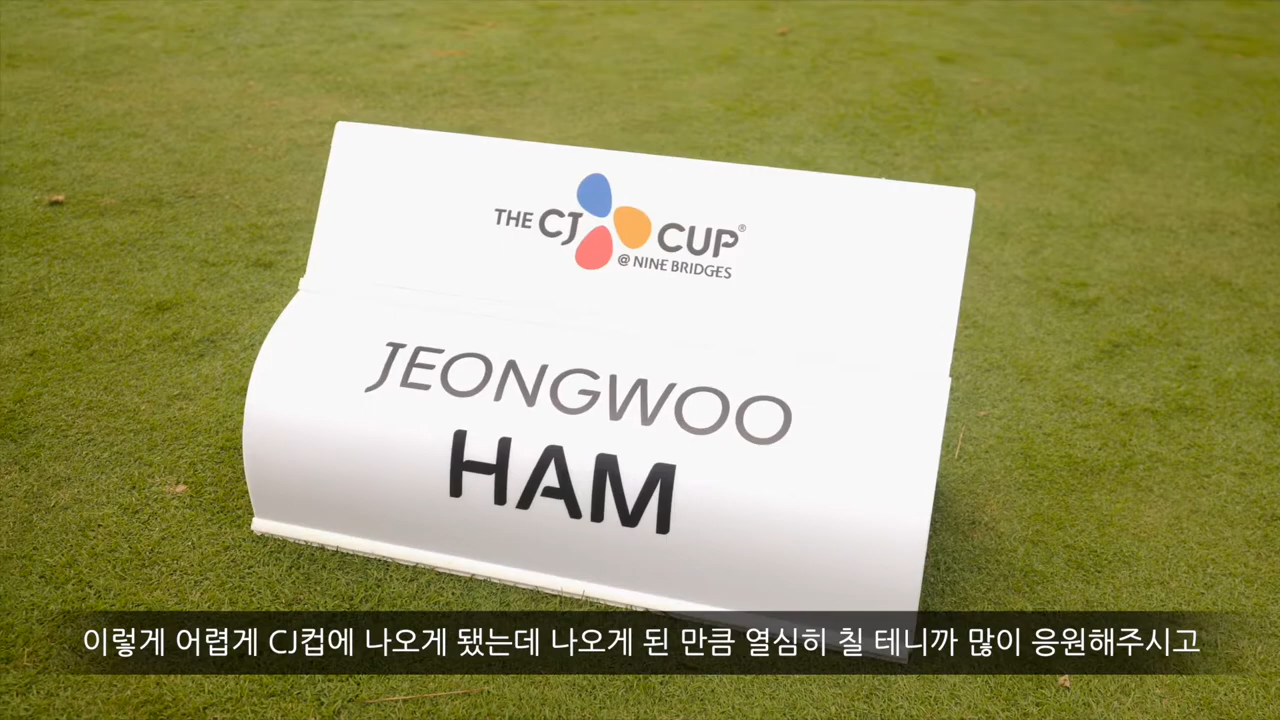 THE CJ CUP®
@ NINE BRIDGES
JEONGWOO
HAM
이렇게 어렵게 CJ컵에 나오게 됐는데 나오게 된 만큼 열심히 칠 테니까 많이 응원해주시고